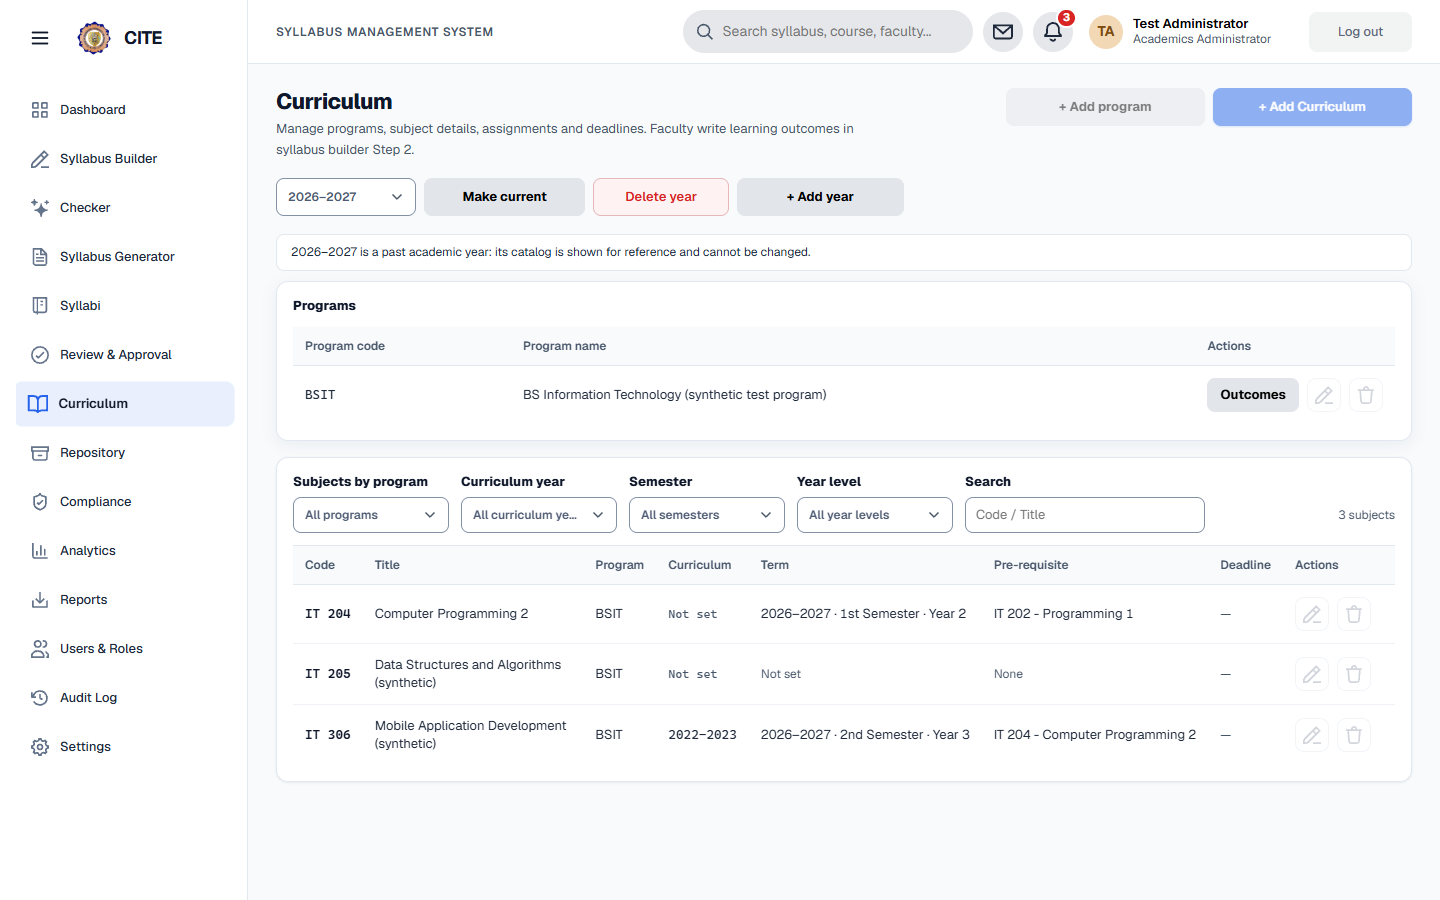 CITE
SYLLABUS MANAGEMENT SYSTEM
Search syllabus, course, faculty...
3
TA
Test Administrator
Academics Administrator
Log out
Dashboard
Syllabus Builder
Checker
Syllabus Generator
Syllabi
Review & Approval
Curriculum
Repository
Compliance
Analytics
Reports
Users & Roles
Audit Log
Settings
Curriculum
Manage programs, subject details, assignments and deadlines. Faculty write learning outcomes in
syllabus builder Step 2.
+ Add program
+ Add Curriculum
2026–2027
Make current
Delete year
+ Add year
2026–2027 is a past academic year: its catalog is shown for reference and cannot be changed.
Programs
Program code Program name Actions
BSIT BS Information Technology (synthetic test program) Outcomes
Subjects by program Curriculum year Semester Year level Search
All programs All curriculum ye... All semesters All year levels Code / Title 3 subjects
Code Title Program Curriculum Term Pre-requisite Deadline Actions
IT 204 Computer Programming 2 BSIT Not set 2026–2027 · 1st Semester · Year 2 IT 202 - Programming 1 —
IT 205 Data Structures and Algorithms
(synthetic) BSIT Not set Not set None —
IT 306 Mobile Application Development
(synthetic) BSIT 2022–2023 2026–2027 · 2nd Semester · Year 3 IT 204 - Computer Programming 2 —